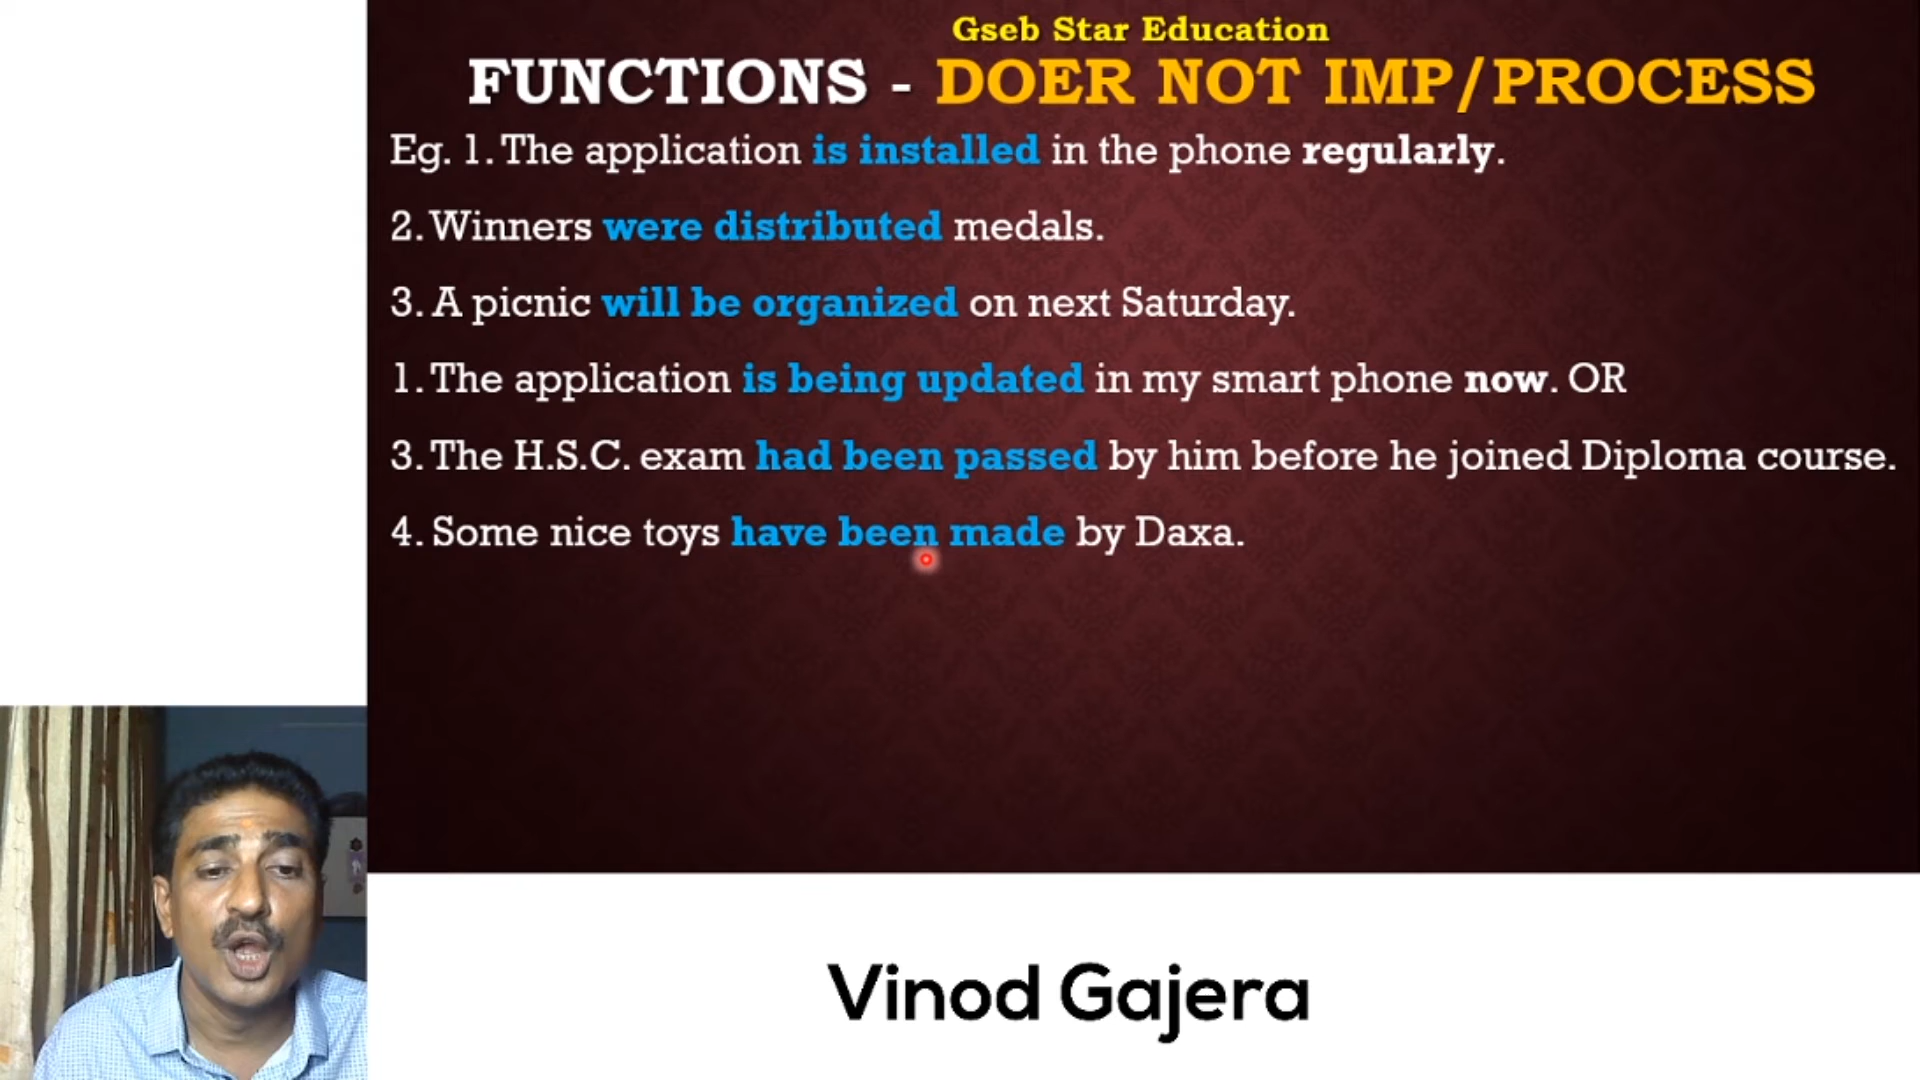 Gseb Star Education
FUNCTIONS - DOER NOT IMP/PROCESS
Eg. 1. The application is installed in the phone regularly.
2. Winners were distributed medals.
3. A picnic will be organized on next Saturday.
1. The application is being updated in my smart phone now. OR
3. The H.S.C. exam had been passed by him before he joined Diploma course.
4. Some nice toys have been made by Daxa.
Vinod Gajera